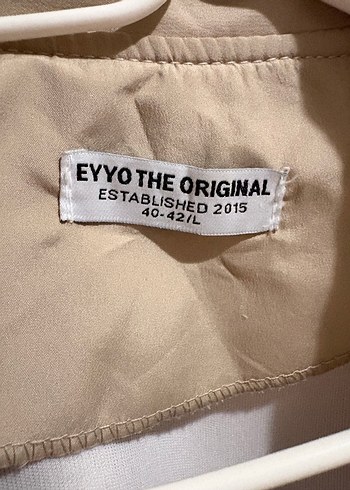 EYYO THE ORIGINAL
ESTABLISHED 2015
40-42/L